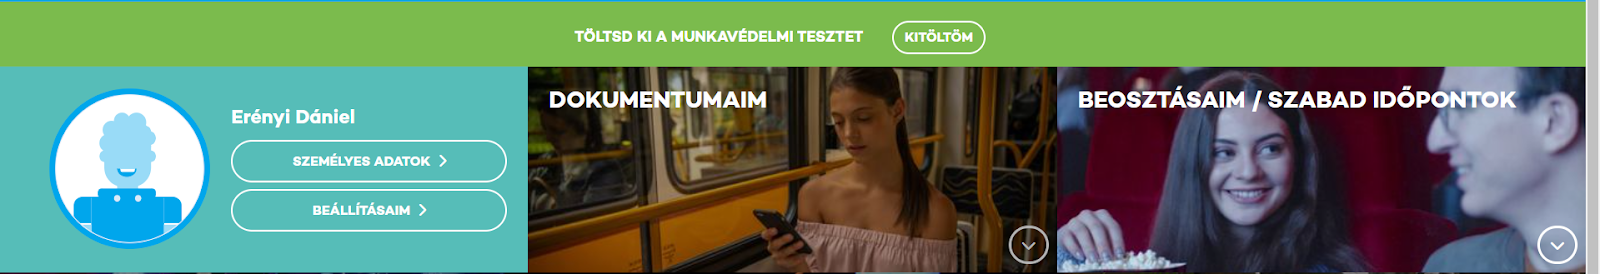 TÖLTSD KI A MUNKAVÉDELMI TESZTET
KITÖLTÖM
Erényi Dániel
SZEMÉLYES ADATOK
BEÁLLÍTÁSAIM
DOKUMENTUMAIM
BEOSZTÁSAIM / SZABAD IDŐPONTOK